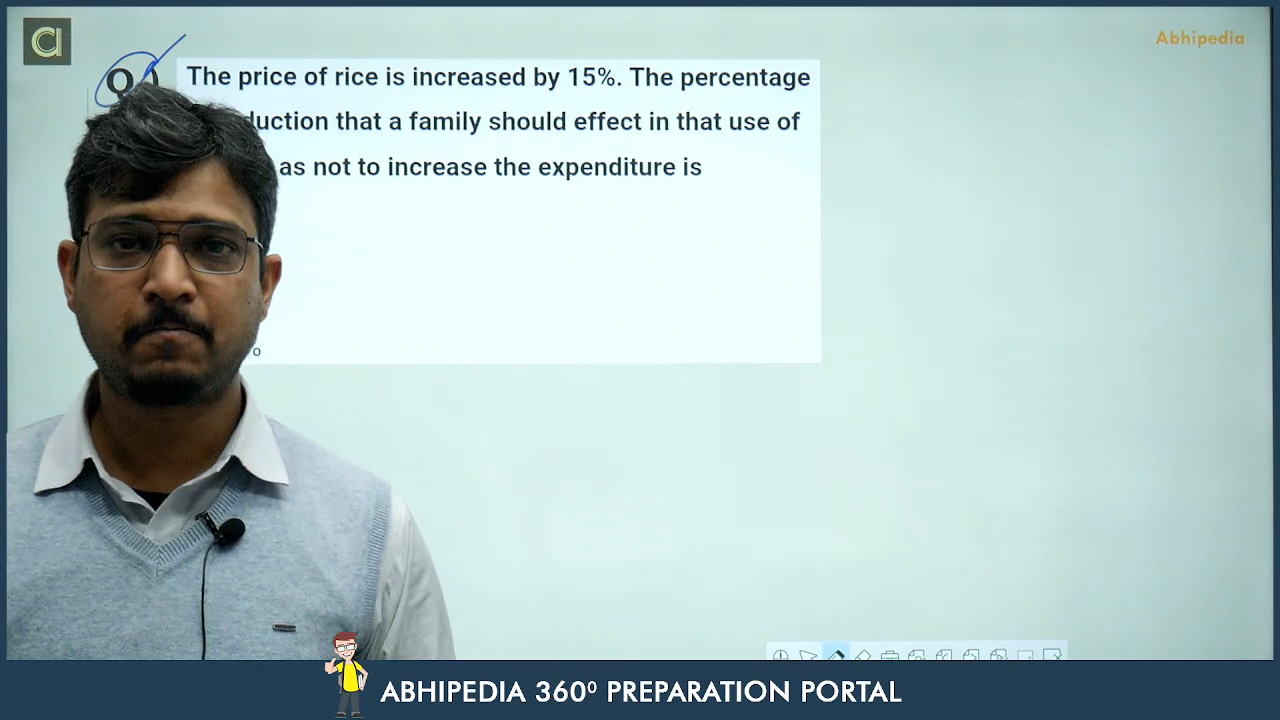 Abhipedia
Q.) The price of rice is increased by 15%. The percentage
duction that a family should effect in that use of
as not to increase the expenditure is
ABHIPEDIA 360⁰ PREPARATION PORTAL